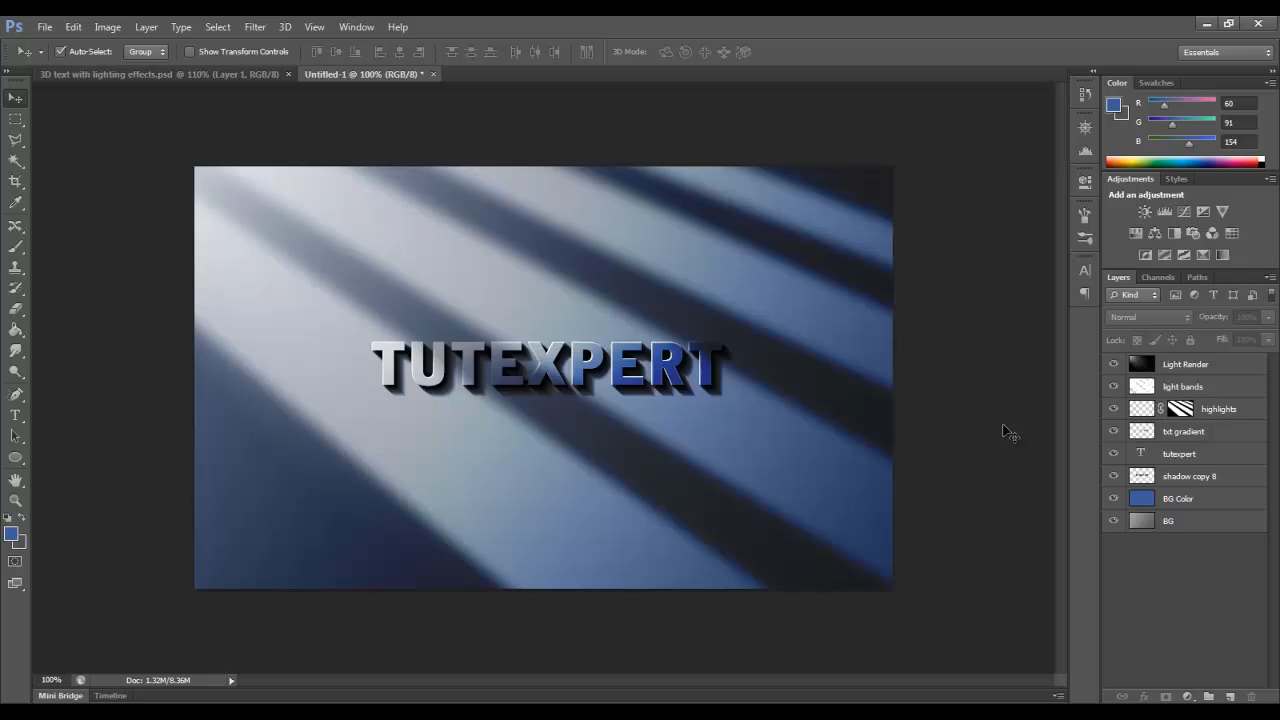 Ps File Edit Image Layer Type Select Filter 3D View Window Help
Auto-Select: Group Show Transform Controls 3D Mode: Essentials
3D text with lighting effects.psd @ 110% (Layer 1, RGB/8) × Untitled-1 @ 100% (RGB/8) * ×
Color Swatches
R 60
G 91
B 154
Adjustments Styles
Add an adjustment
Layers Channels Paths
Kind
Normal Opacity: 100%
Lock: Fill: 100%
Light Render
light bands
highlights
txt gradient
tutexpert
shadow copy 8
BG Color
BG
TUTEXPERT
100% Doc: 1.32M/8.36M
Mini Bridge Timeline